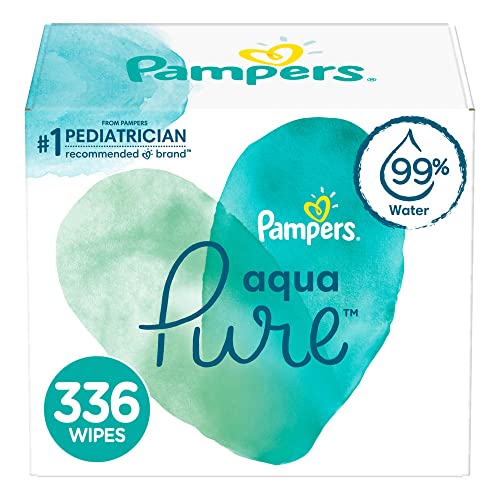 Pampers®
FROM PAMPERS
#1 PEDIATRICIAN
recommended brand™
99%
Water
Pampers®
aqua
Pure™
336
WIPES